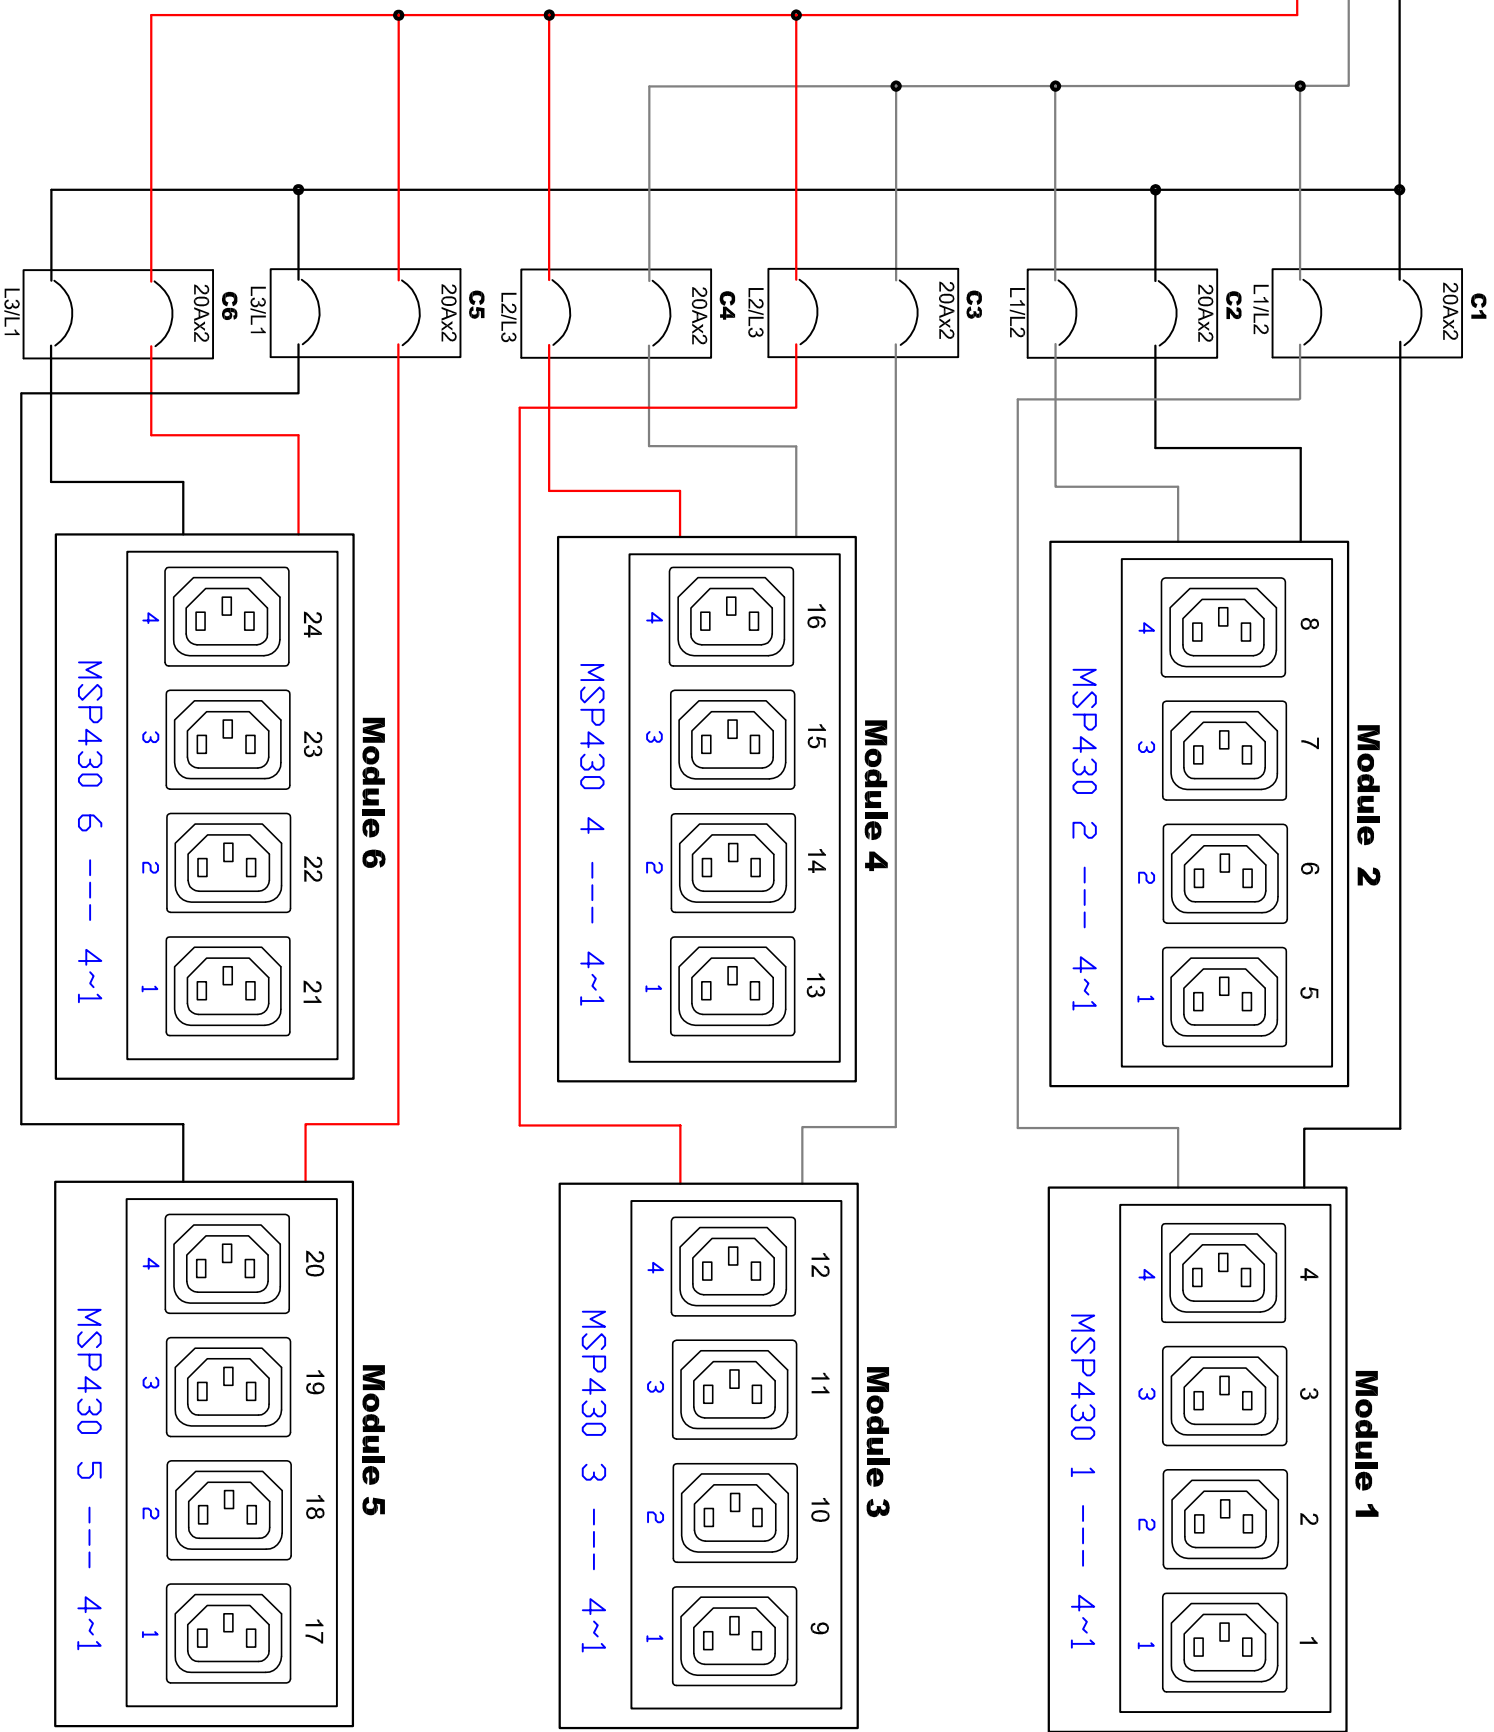 C1
20Ax2
L1/L2
C2
20Ax2
L1/L2
C3
20Ax2
L2/L3
C4
20Ax2
L2/L3
C5
20Ax2
L3/L1
C6
20Ax2
L3/L1
Module 2
8 7 6 5
4 3 2 1
MSP430 2 --- 4~1
Module 1
4 3 2 1
4 3 2 1
MSP430 1 --- 4~1
Module 4
16 15 14 13
4 3 2 1
MSP430 4 --- 4~1
Module 3
12 11 10 9
4 3 2 1
MSP430 3 --- 4~1
Module 6
24 23 22 21
4 3 2 1
MSP430 6 --- 4~1
Module 5
20 19 18 17
4 3 2 1
MSP430 5 --- 4~1